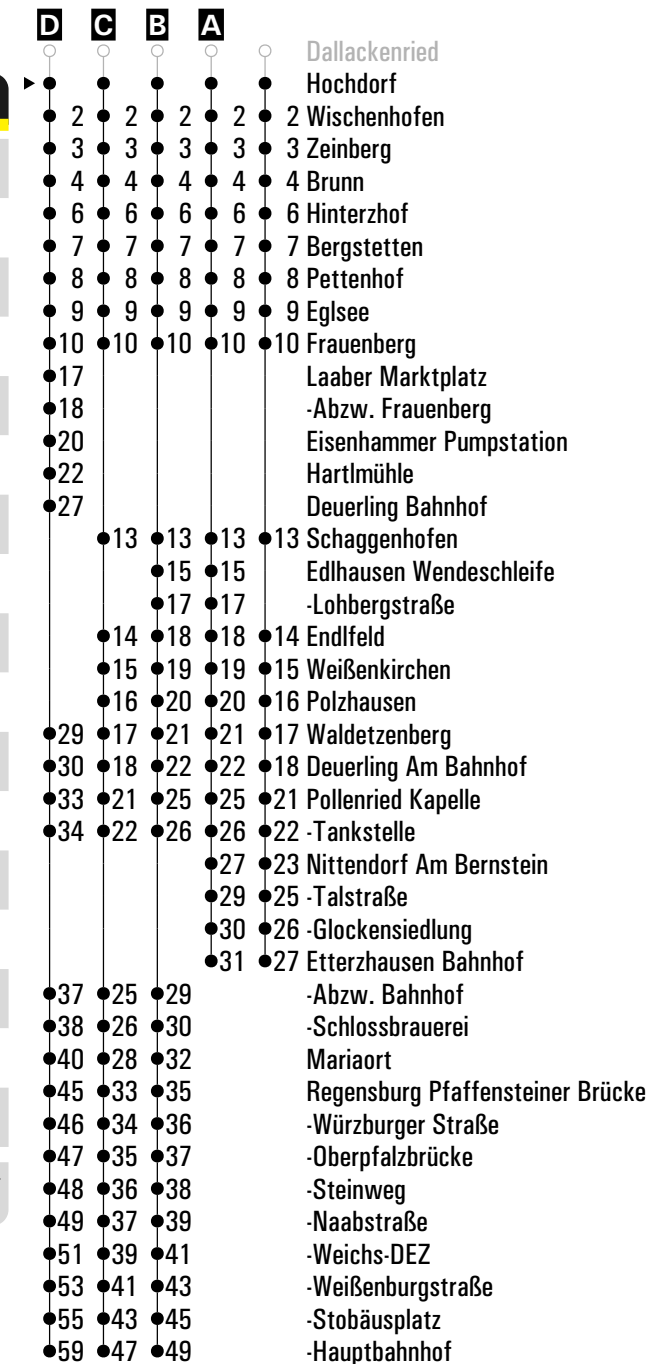 D C B A
Dallackenried
Hochdorf
2 2 2 2 2 Wischenhofen
3 3 3 3 3 Zeinberg
4 4 4 4 4 Brunn
6 6 6 6 6 Hinterzhof
7 7 7 7 7 Bergstetten
8 8 8 8 8 Pettenhof
9 9 9 9 9 Eglsee
10 10 10 10 10 Frauenberg
17 Laaber Marktplatz
18 -Abzw. Frauenberg
20 Eisenhammer Pumpstation
22 Hartlmühle
27 Deuerling Bahnhof
13 13 13 13 Schaggenhofen
15 15 Edlhausen Wendeschleife
17 17 -Lohbergstraße
14 18 18 14 Endlfeld
15 19 19 15 Weißenkirchen
16 20 20 16 Polzhausen
29 17 21 21 17 Waldetzenberg
30 18 22 22 18 Deuerling Am Bahnhof
33 21 25 25 21 Pollenried Kapelle
34 22 26 26 22 -Tankstelle
27 23 Nittendorf Am Bernstein
29 25 -Talstraße
30 26 -Glockensiedlung
31 27 Etterzhausen Bahnhof
37 25 29 -Abzw. Bahnhof
38 26 30 -Schlossbrauerei
40 28 32 Mariaort
45 33 35 Regensburg Pfaffensteiner Brücke
46 34 36 -Würzburger Straße
47 35 37 -Oberpfalzbrücke
48 36 38 -Steinweg
49 37 39 -Naabstraße
51 39 41 -Weichs-DEZ
53 41 43 -Weißenburgstraße
55 43 45 -Stobäusplatz
59 47 49 -Hauptbahnhof